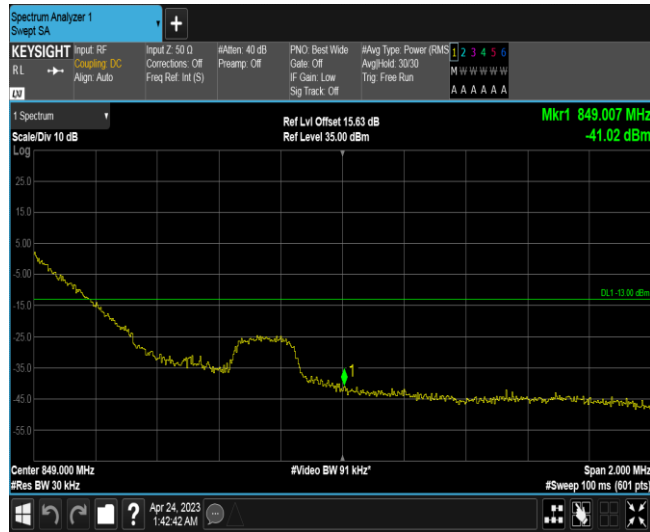 Spectrum Analyzer 1
Swept SA
+
KEYSIGHT Input: RF Input Z: 50 Ω #Atten: 40 dB PNO: Best Wide #Avg Type: Power (RMS 1 2 3 4 5 6
RL Coupling: DC Corrections: Off Preamp: Off Gate: Off Avg|Hold: 30/30 M W W W W W
Align: Auto Freq Ref: Int (S) IF Gain: Low Trig: Free Run
LXI Sig Track: Off A A A A A A
1 Spectrum Ref Lvl Offset 15.63 dB Mkr1 849.007 MHz
Scale/Div 10 dB Ref Level 35.00 dBm -41.02 dBm
Log
25.0
15.0
5.00
-5.00
DL1 -13.00 dBm
-15.0
-25.0
-35.0
1
-45.0
-55.0
Center 849.000 MHz #Video BW 91 kHz* Span 2.000 MHz
#Res BW 30 kHz #Sweep 100 ms (601 pts)
? Apr 24, 2023
1:42:42 AM